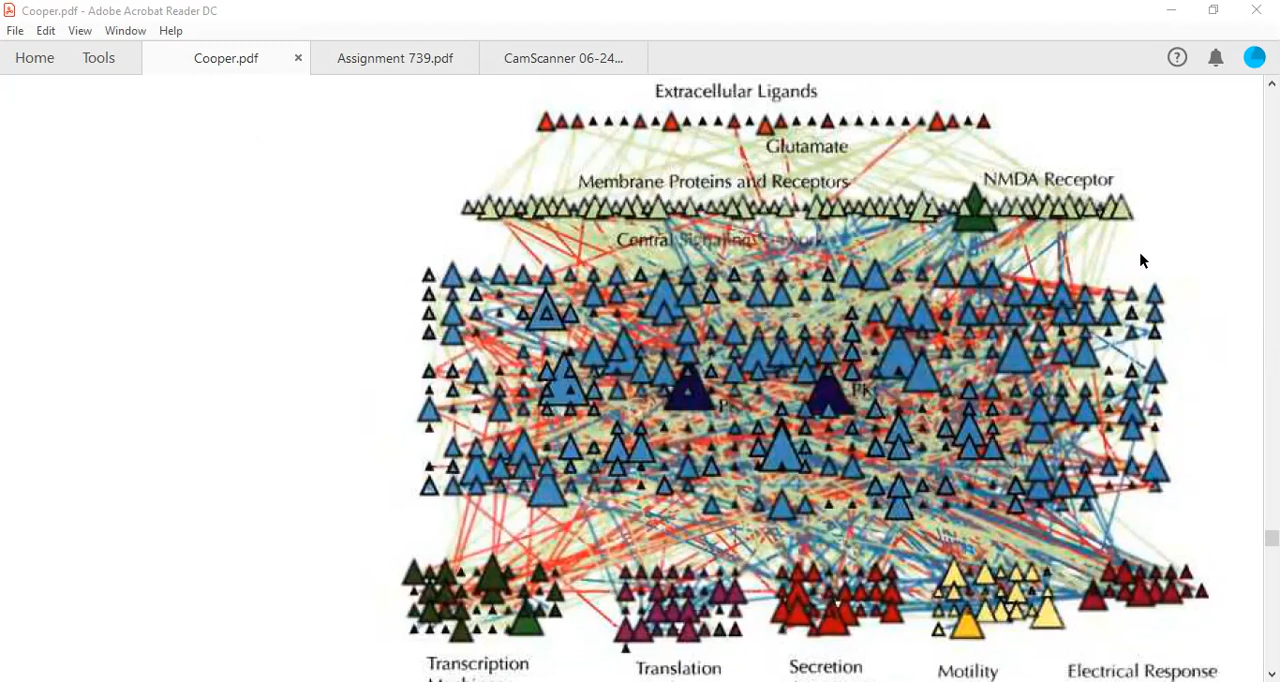 Cooper.pdf - Adobe Acrobat Reader DC
File Edit View Window Help
Home Tools Cooper.pdf × Assignment 739.pdf CamScanner 06-24...
Extracellular Ligands
Glutamate
Membrane Proteins and Receptors
NMDA Receptor
Central
Transcription
Translation
Secretion
Motility
Electrical Response